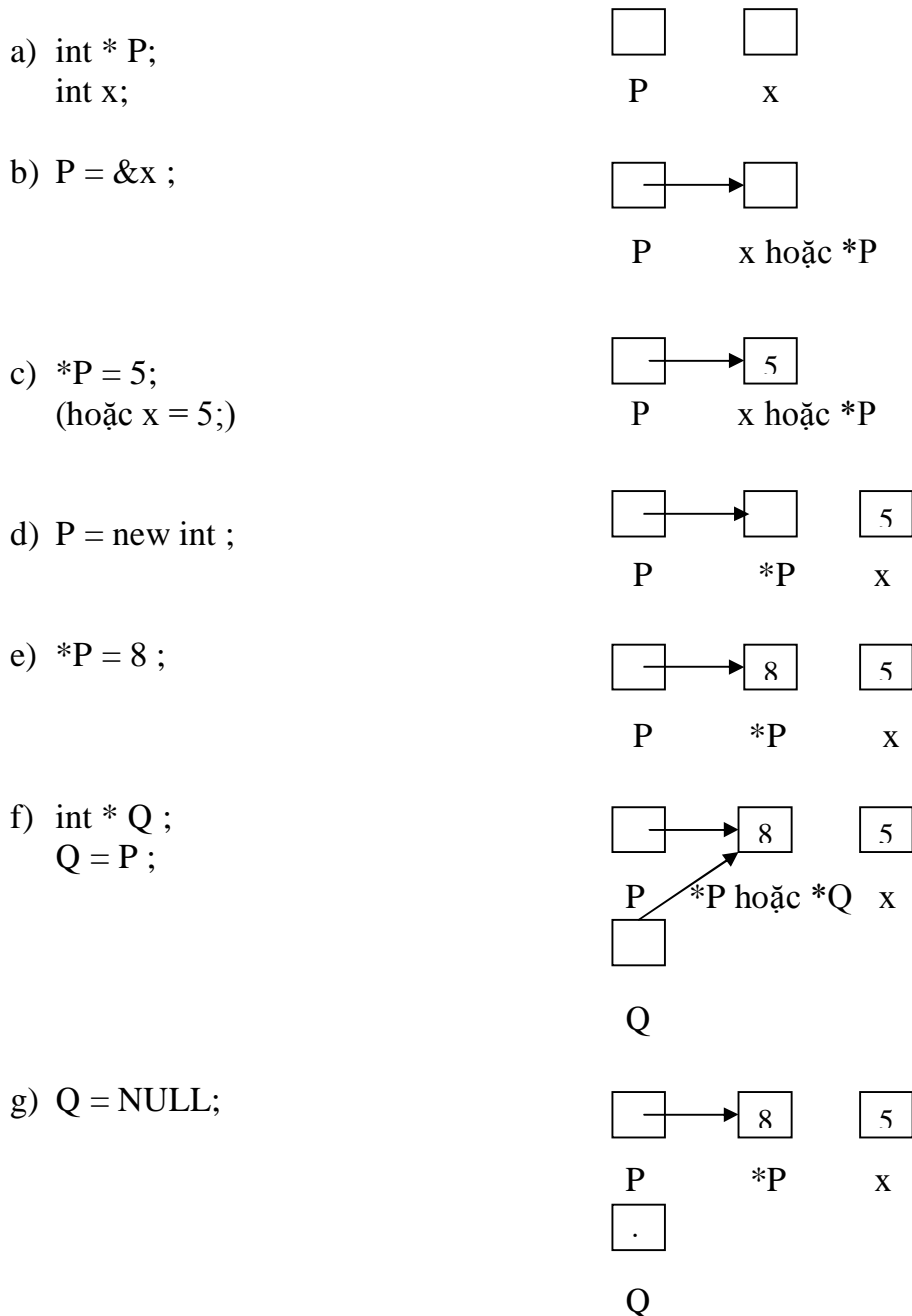 a) int * P;
int x;
P x
b) P = &x ;
P x hoặc *P
c) *P = 5;
5
(hoặc x = 5;)
P x hoặc *P
d) P = new int ;
5
P *P x
e) *P = 8 ;
8 5
P *P x
f) int * Q ;
8 5
Q = P ;
P *P hoặc *Q x
Q
g) Q = NULL;
8 5
P *P x
.
Q